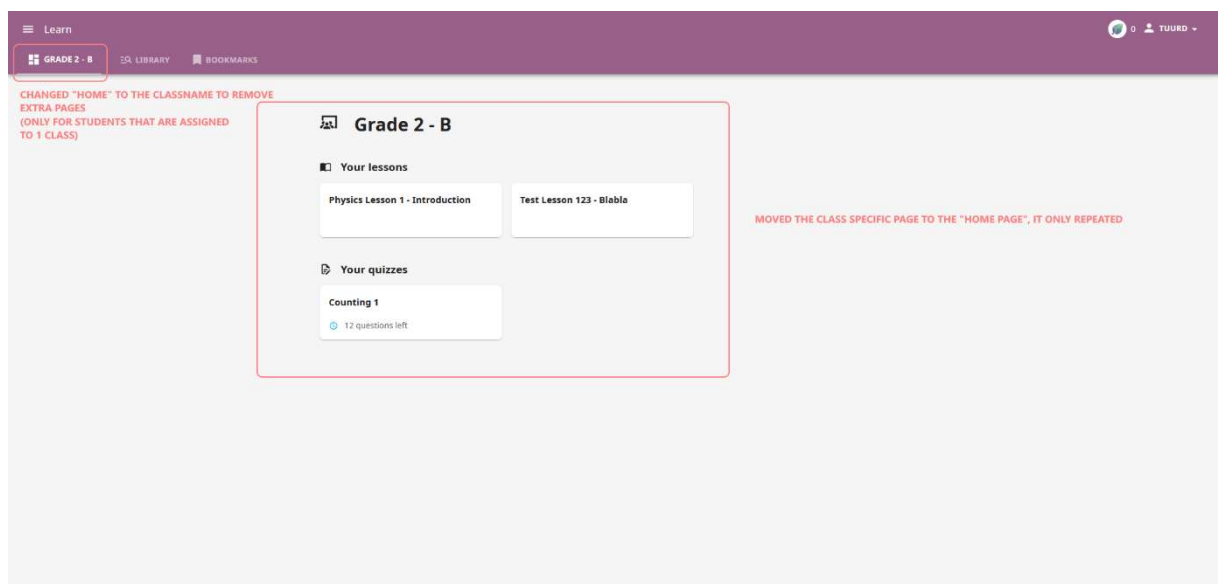 Learn
0 TUURD
GRADE 2 - B LIBRARY BOOKMARKS
CHANGED "HOME" TO THE CLASSNAME TO REMOVE
EXTRA PAGES
(ONLY FOR STUDENTS THAT ARE ASSIGNED
TO 1 CLASS)
Grade 2 - B
Your lessons
Physics Lesson 1 - Introduction
Test Lesson 123 - Blabla
MOVED THE CLASS SPECIFIC PAGE TO THE "HOME PAGE", IT ONLY REPEATED
Your quizzes
Counting 1
12 questions left